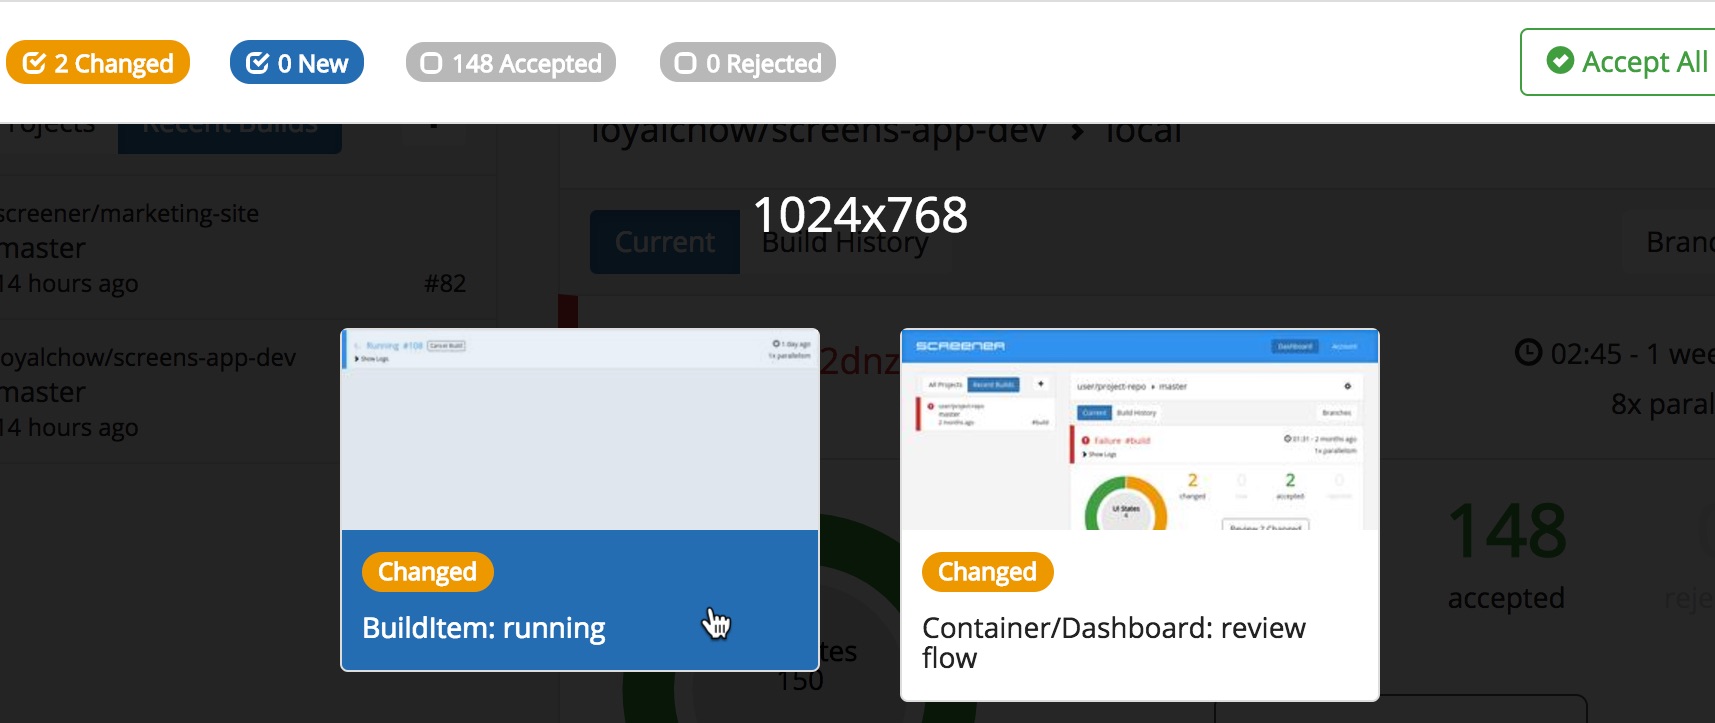 2 Changed
0 New
148 Accepted
0 Rejected
Accept All
rojects
Recent Builds
loyalchow/screens-app-dev > local
1024x768
screener/marketing-site
master
14 hours ago
#82
Current
Build History
oyalchow/screens-app-dev
master
14 hours ago
2dnz
02:45 - 1 wee
8x paral
Running #108
Cancel Build
Show Logs
1 day ago
1x parallelism
Changed
BuildItem: running
SCREENER
Dashboard
Account
All Projects
Recent Builds
+
user/project-repo
master
2 months ago
#build
user/project-repo > master
Current
Build History
Branches
Failure #build
Show Logs
01:31 - 2 months ago
1x parallelism
UI States
4
2
changed
0
2
accepted
0
Review 2 Changed
Changed
Container/Dashboard: review
flow
tes
150
148
accepted
reje